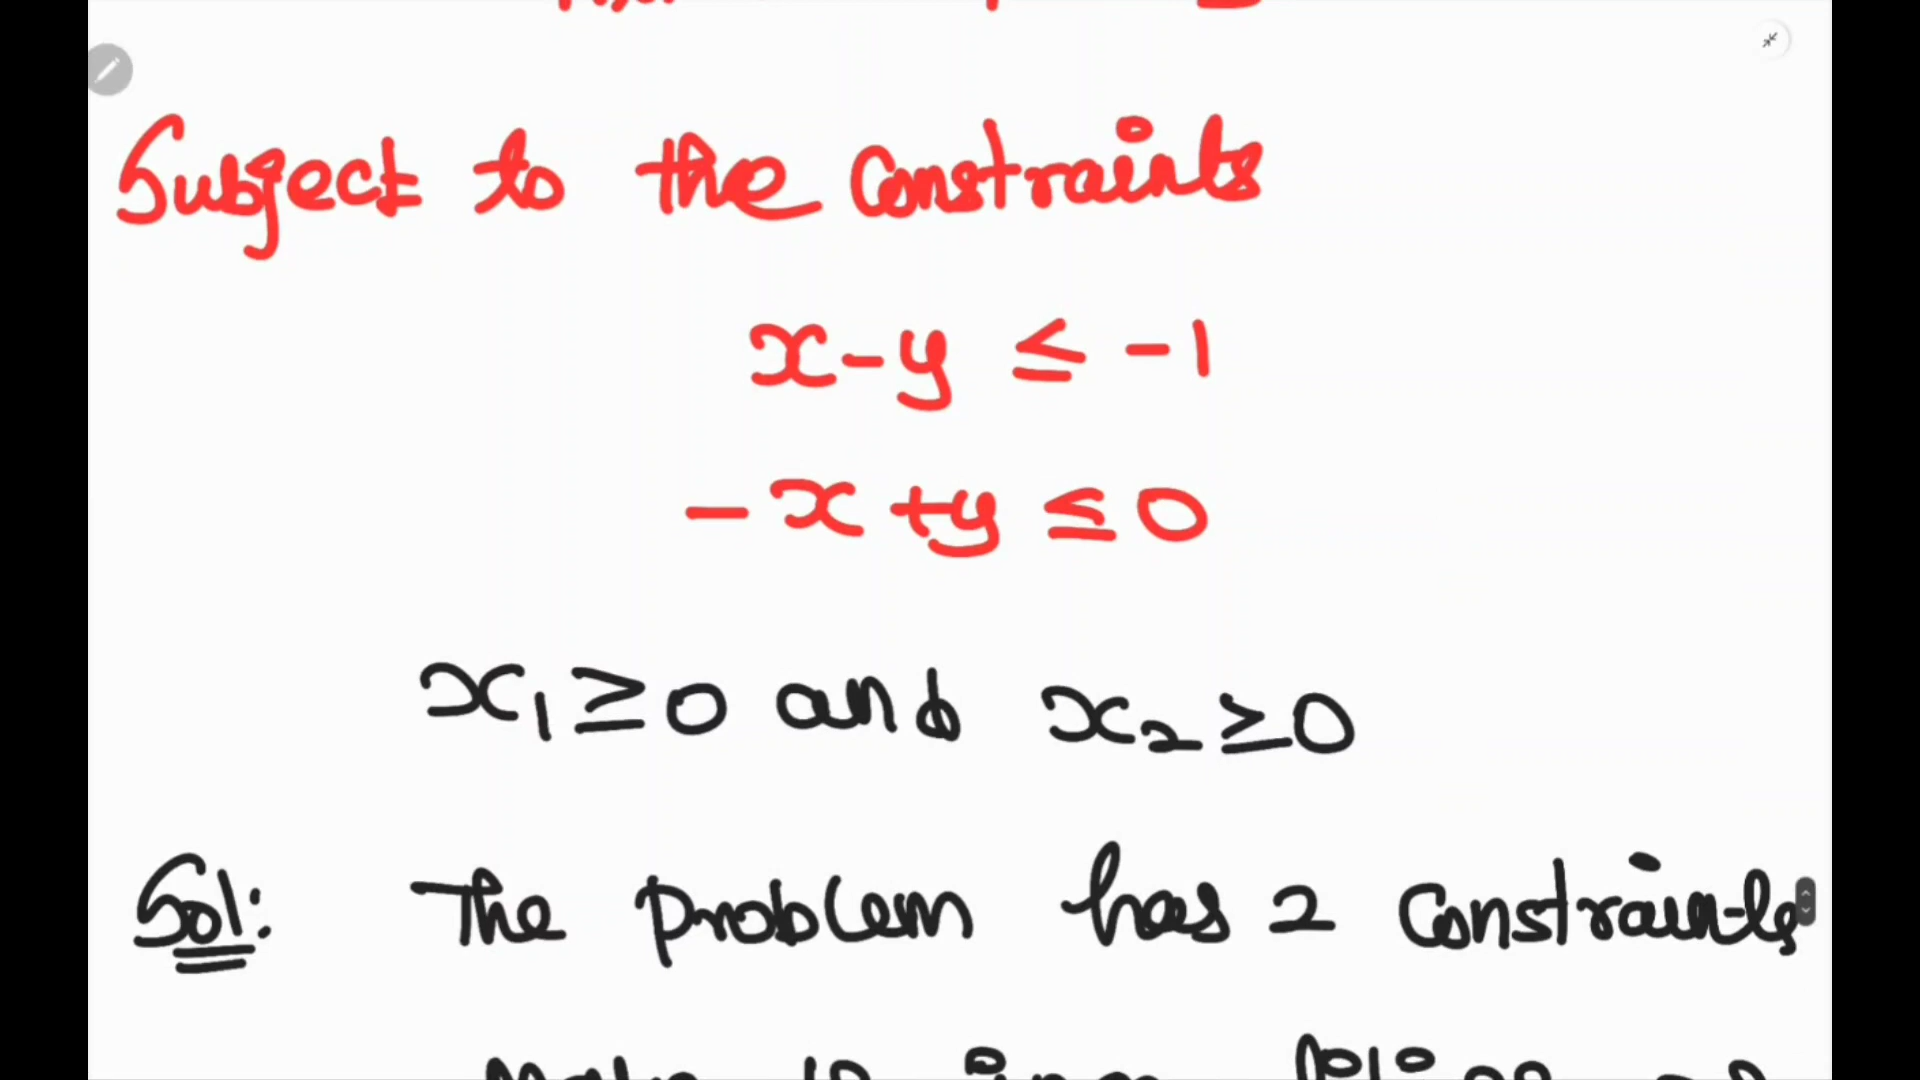 Subject to the constraints
x-y ≤ -1
-x+y ≤ 0
x₁ ≥ 0 and x₂ ≥ 0
Sol: The problem has 2 constraints